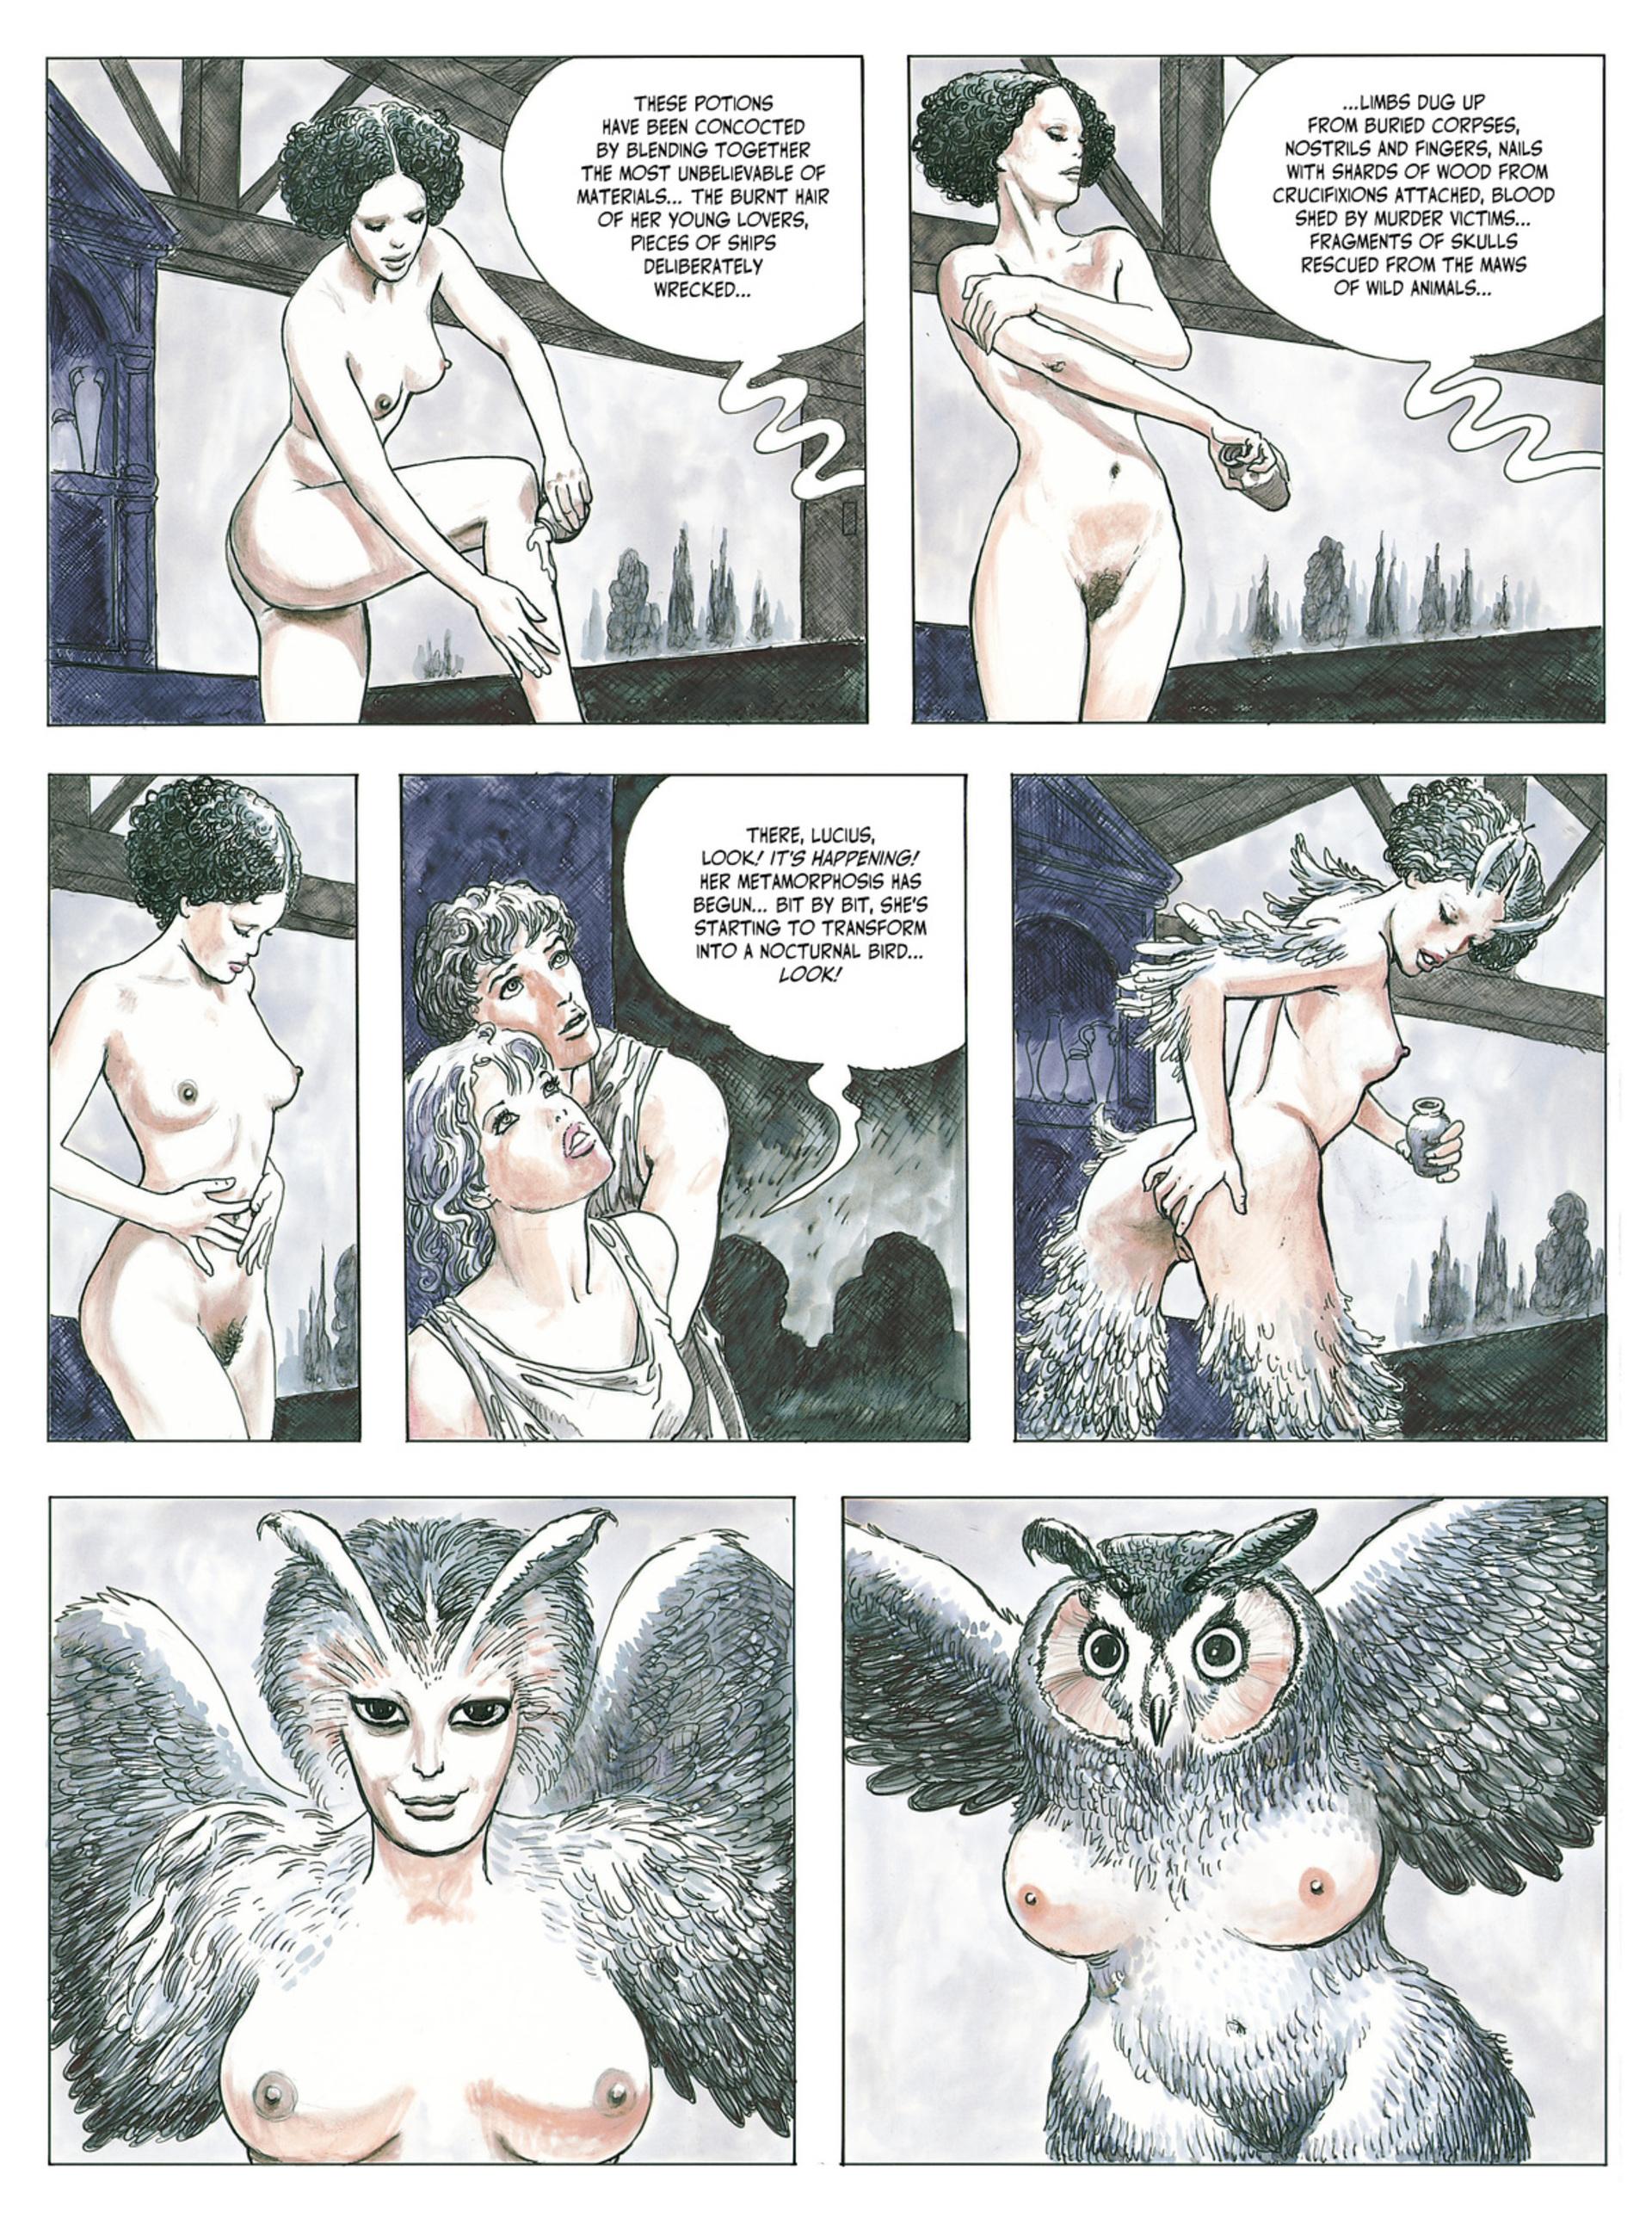 THESE POTIONS
HAVE BEEN CONCOCTED
BY BLENDING TOGETHER
THE MOST UNBELIEVABLE OF
MATERIALS... THE BURNT HAIR
OF HER YOUNG LOVERS,
PIECES OF SHIPS
DELIBERATELY
WRECKED...
...LIMBS DUG UP
FROM BURIED CORPSES,
NOSTRILS AND FINGERS, NAILS
WITH SHARDS OF WOOD FROM
CRUCIFIXIONS ATTACHED, BLOOD
SHED BY MURDER VICTIMS...
FRAGMENTS OF SKULLS
RESCUED FROM THE MAWS
OF WILD ANIMALS...
THERE, LUCIUS,
LOOK! IT'S HAPPENING!
HER METAMORPHOSIS HAS
BEGUN... BIT BY BIT, SHE'S
STARTING TO TRANSFORM
INTO A NOCTURNAL BIRD...
LOOK!